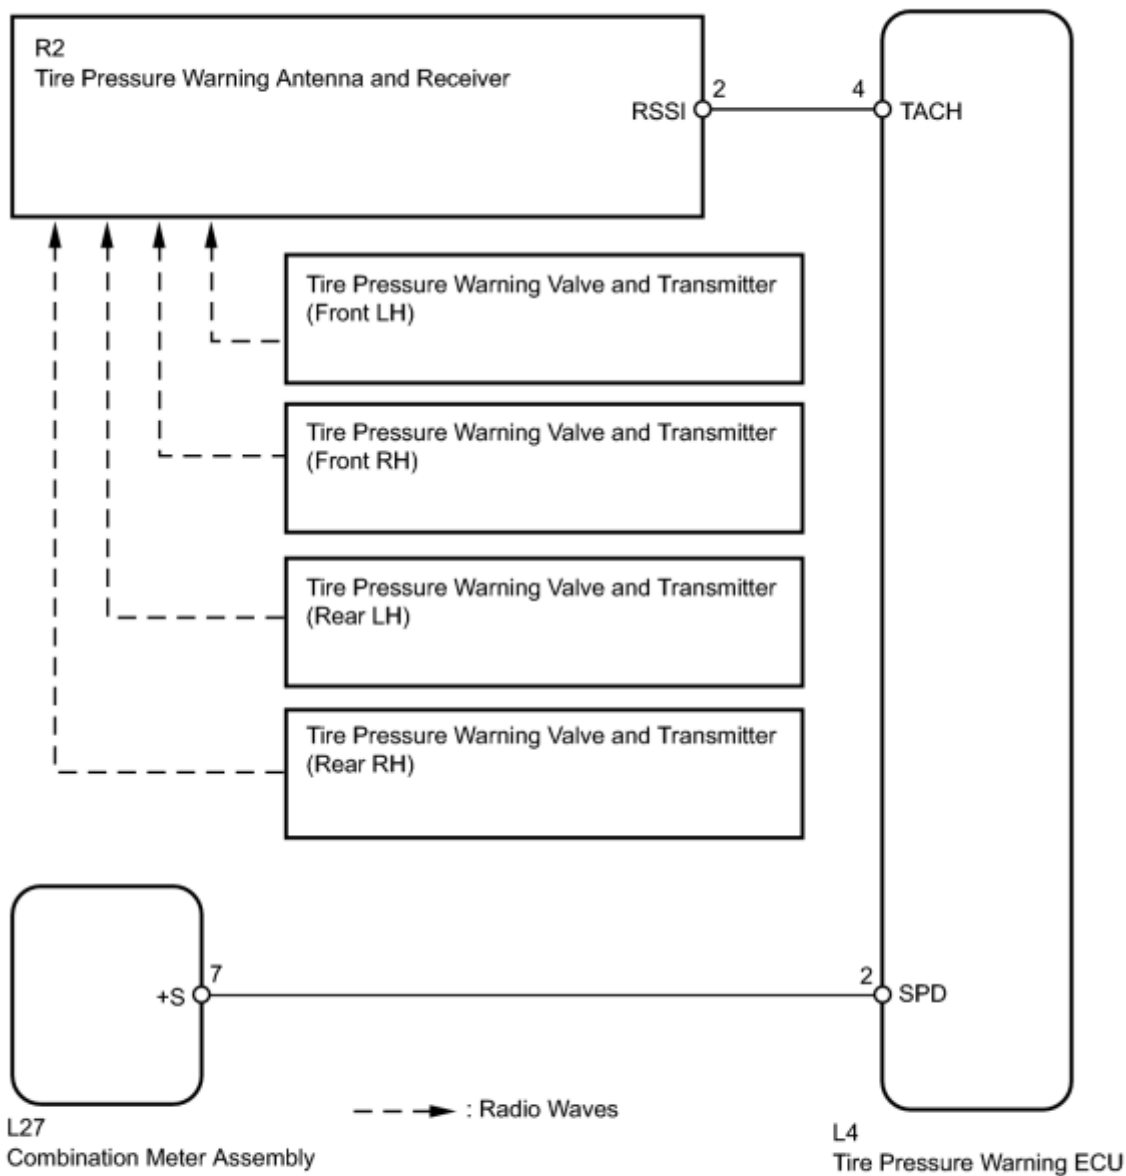 R2
Tire Pressure Warning Antenna and Receiver
RSSI
2
4
TACH
Tire Pressure Warning Valve and Transmitter
(Front LH)
Tire Pressure Warning Valve and Transmitter
(Front RH)
Tire Pressure Warning Valve and Transmitter
(Rear LH)
Tire Pressure Warning Valve and Transmitter
(Rear RH)
+S
7
2
SPD
: Radio Waves
L27
Combination Meter Assembly
L4
Tire Pressure Warning ECU